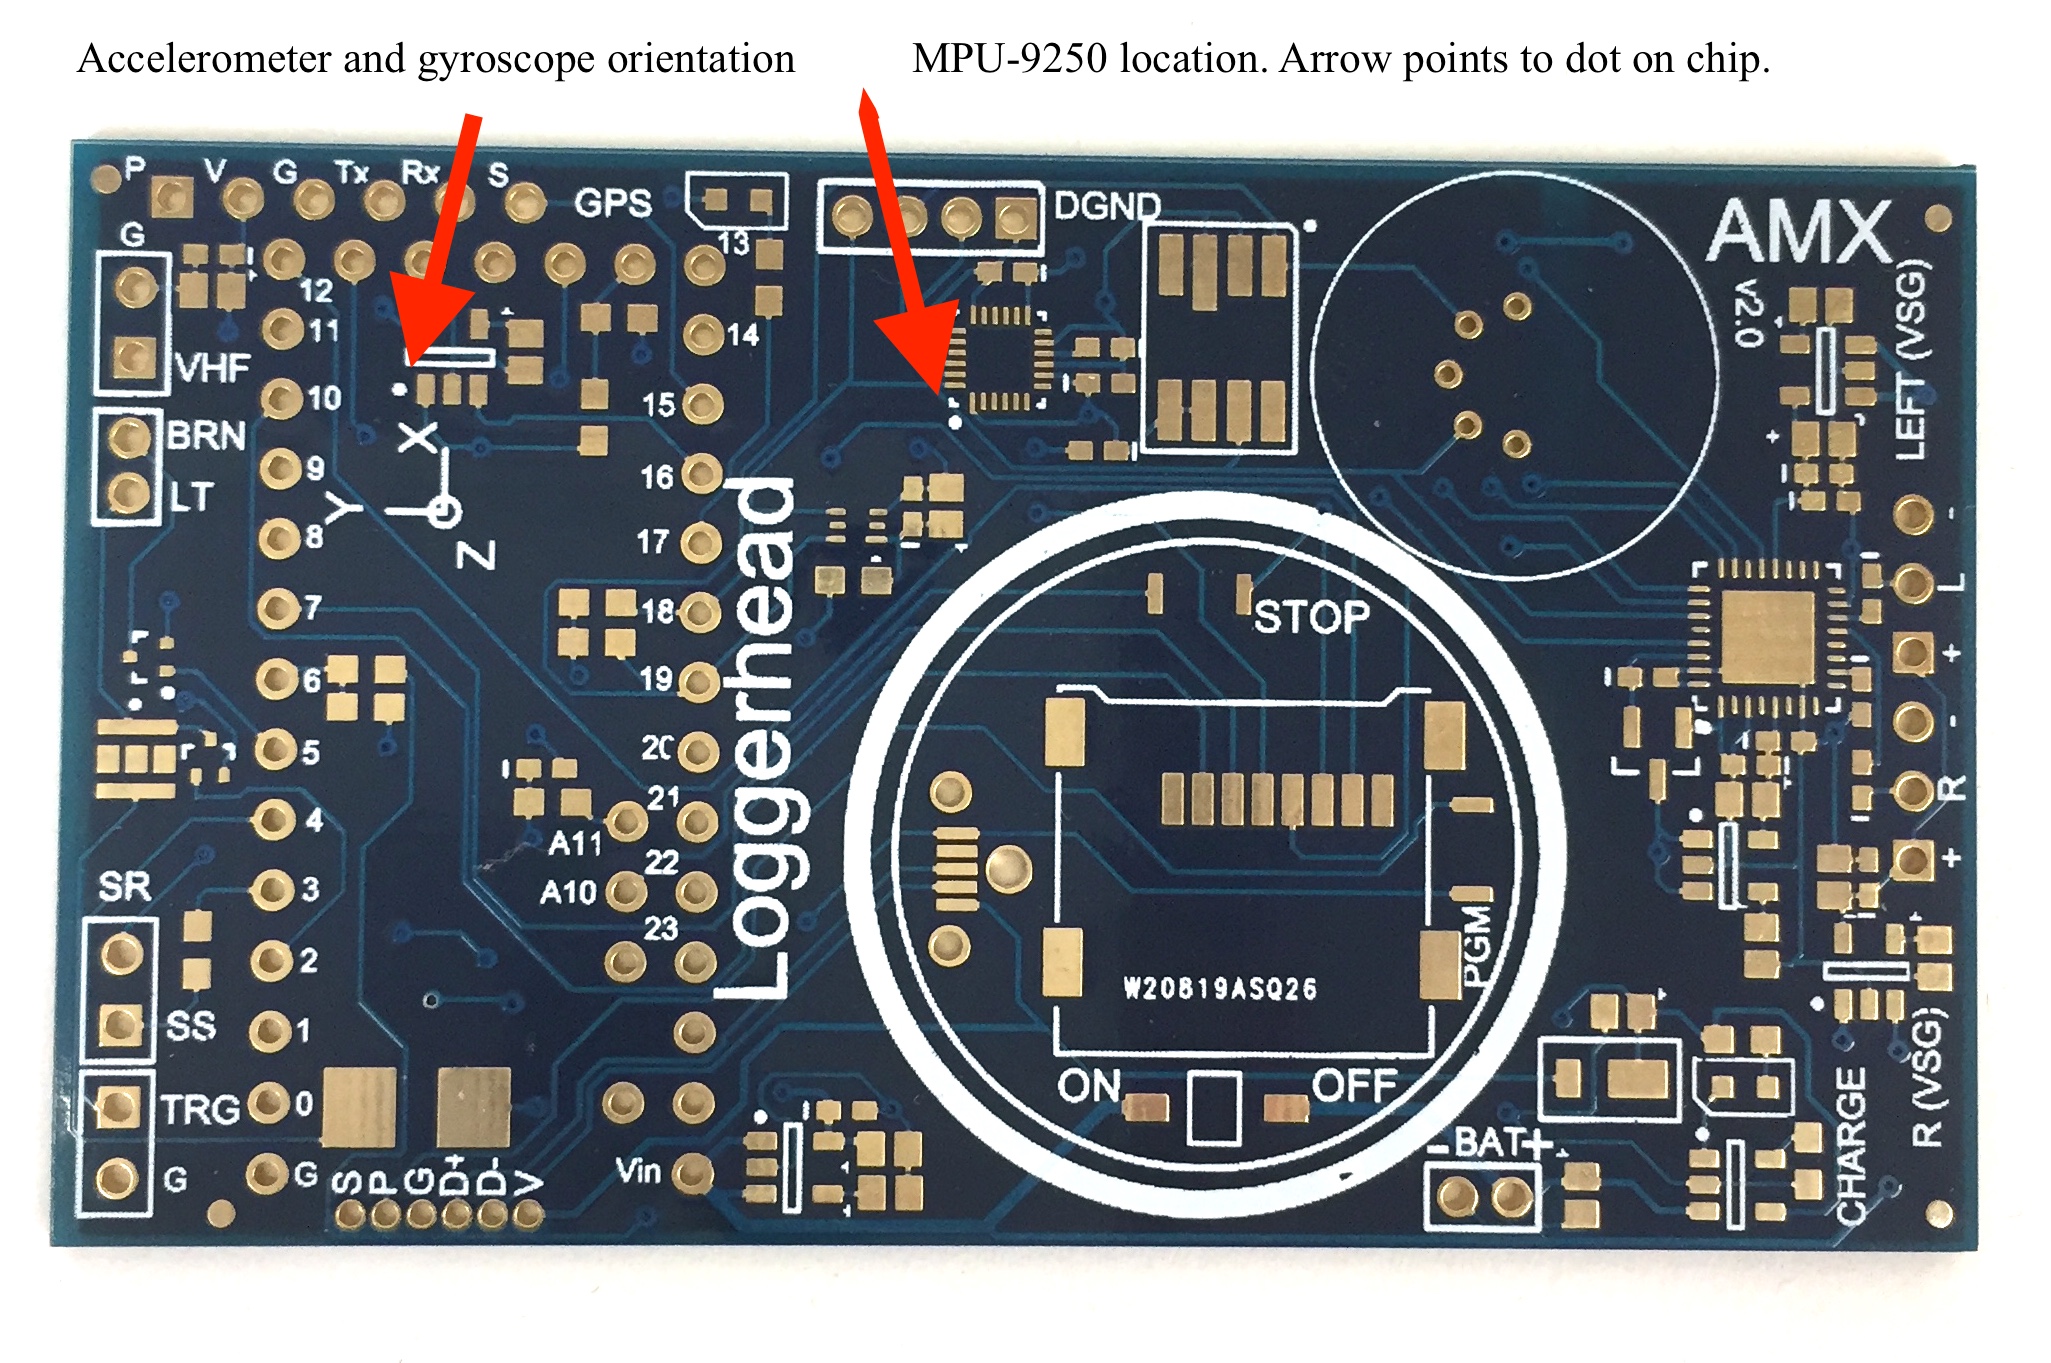 Accelerometer and gyroscope orientation
MPU-9250 location. Arrow points to dot on chip.
P V G Tx Rx S GPS
DGND
AMX
v2.0
G
VHF
BRN
LT
12
11
10
9
8
7
6
5
4
3
2
1
0
G
13
14
15
16
17
18
19
20
21
A11
22
A10
23
Vin
X
Y
Z
Loggerhead
STOP
PGM
W20819ASQ26
ON
OFF
LEFT (VSG)
-
L
+
-
R
+
R (VSG)
CHARGE
-BAT+
SR
SS
TRG
G
S P G D+ D- V